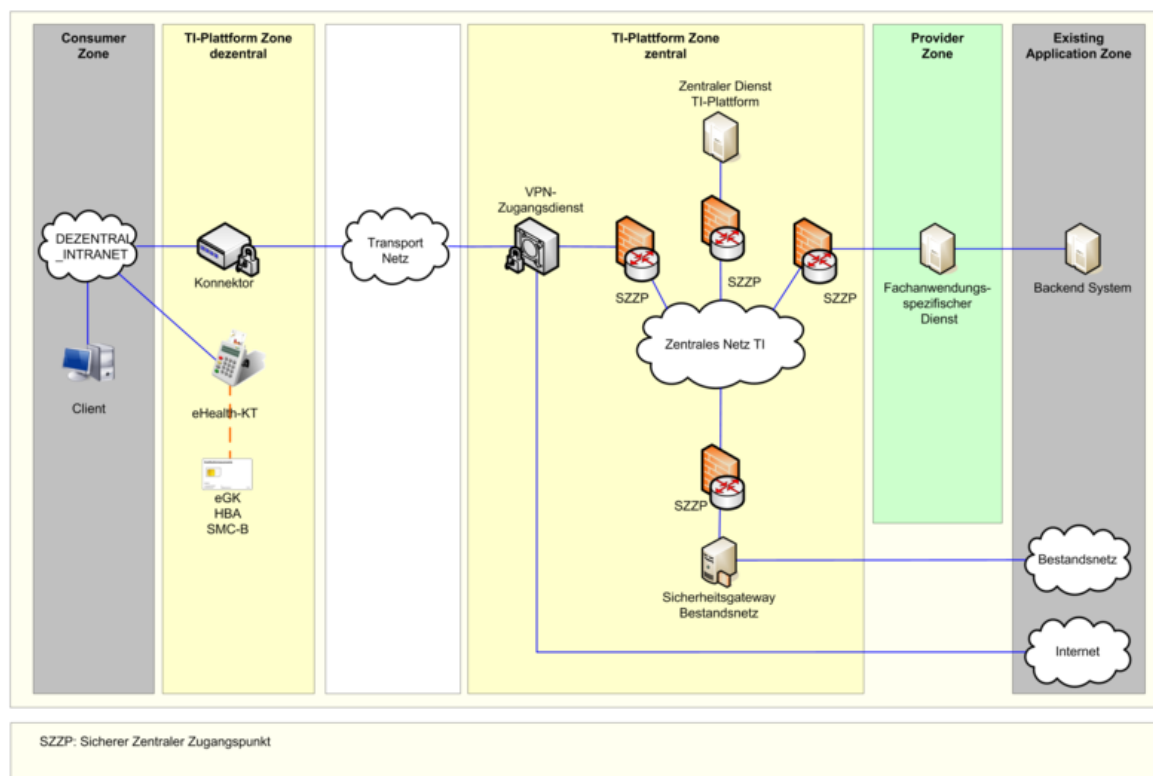 Consumer
Zone
TI-Plattform Zone
dezentral
TI-Plattform Zone
zentral
Provider
Zone
Existing
Application Zone
Zentraler Dienst
TI-Plattform
VPN-
Zugangsdienst
DEZENTRAL
_INTRANET
Konnektor
Transport
Netz
SZZP
SZZP
SZZP
Fachanwendungs-
spezifischer
Dienst
Backend System
Zentrales Netz TI
Client
eHealth-KT
eGK
HBA
SMC-B
SZZP
Sicherheitsgateway
Bestandsnetz
Bestandsnetz
Internet
SZZP: Sicherer Zentraler Zugangspunkt